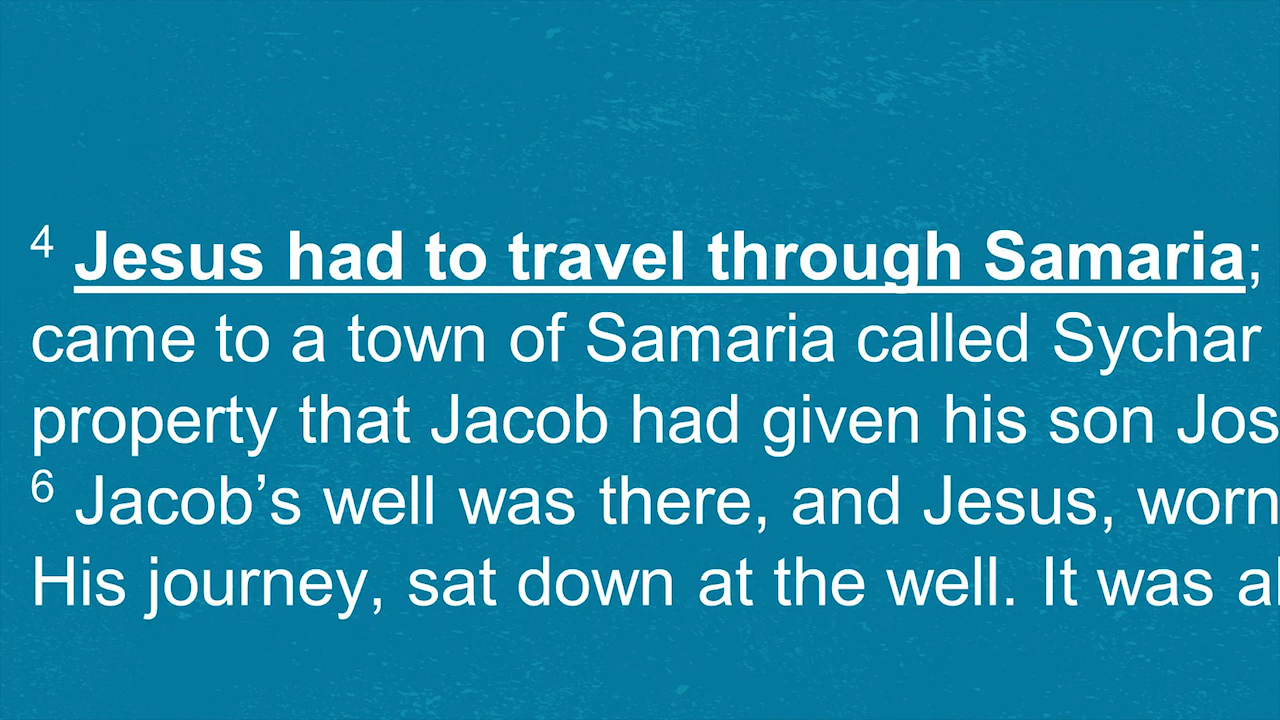 4 Jesus had to travel through Samaria;
came to a town of Samaria called Sychar
property that Jacob had given his son Jos
6 Jacob’s well was there, and Jesus, worn
His journey, sat down at the well. It was